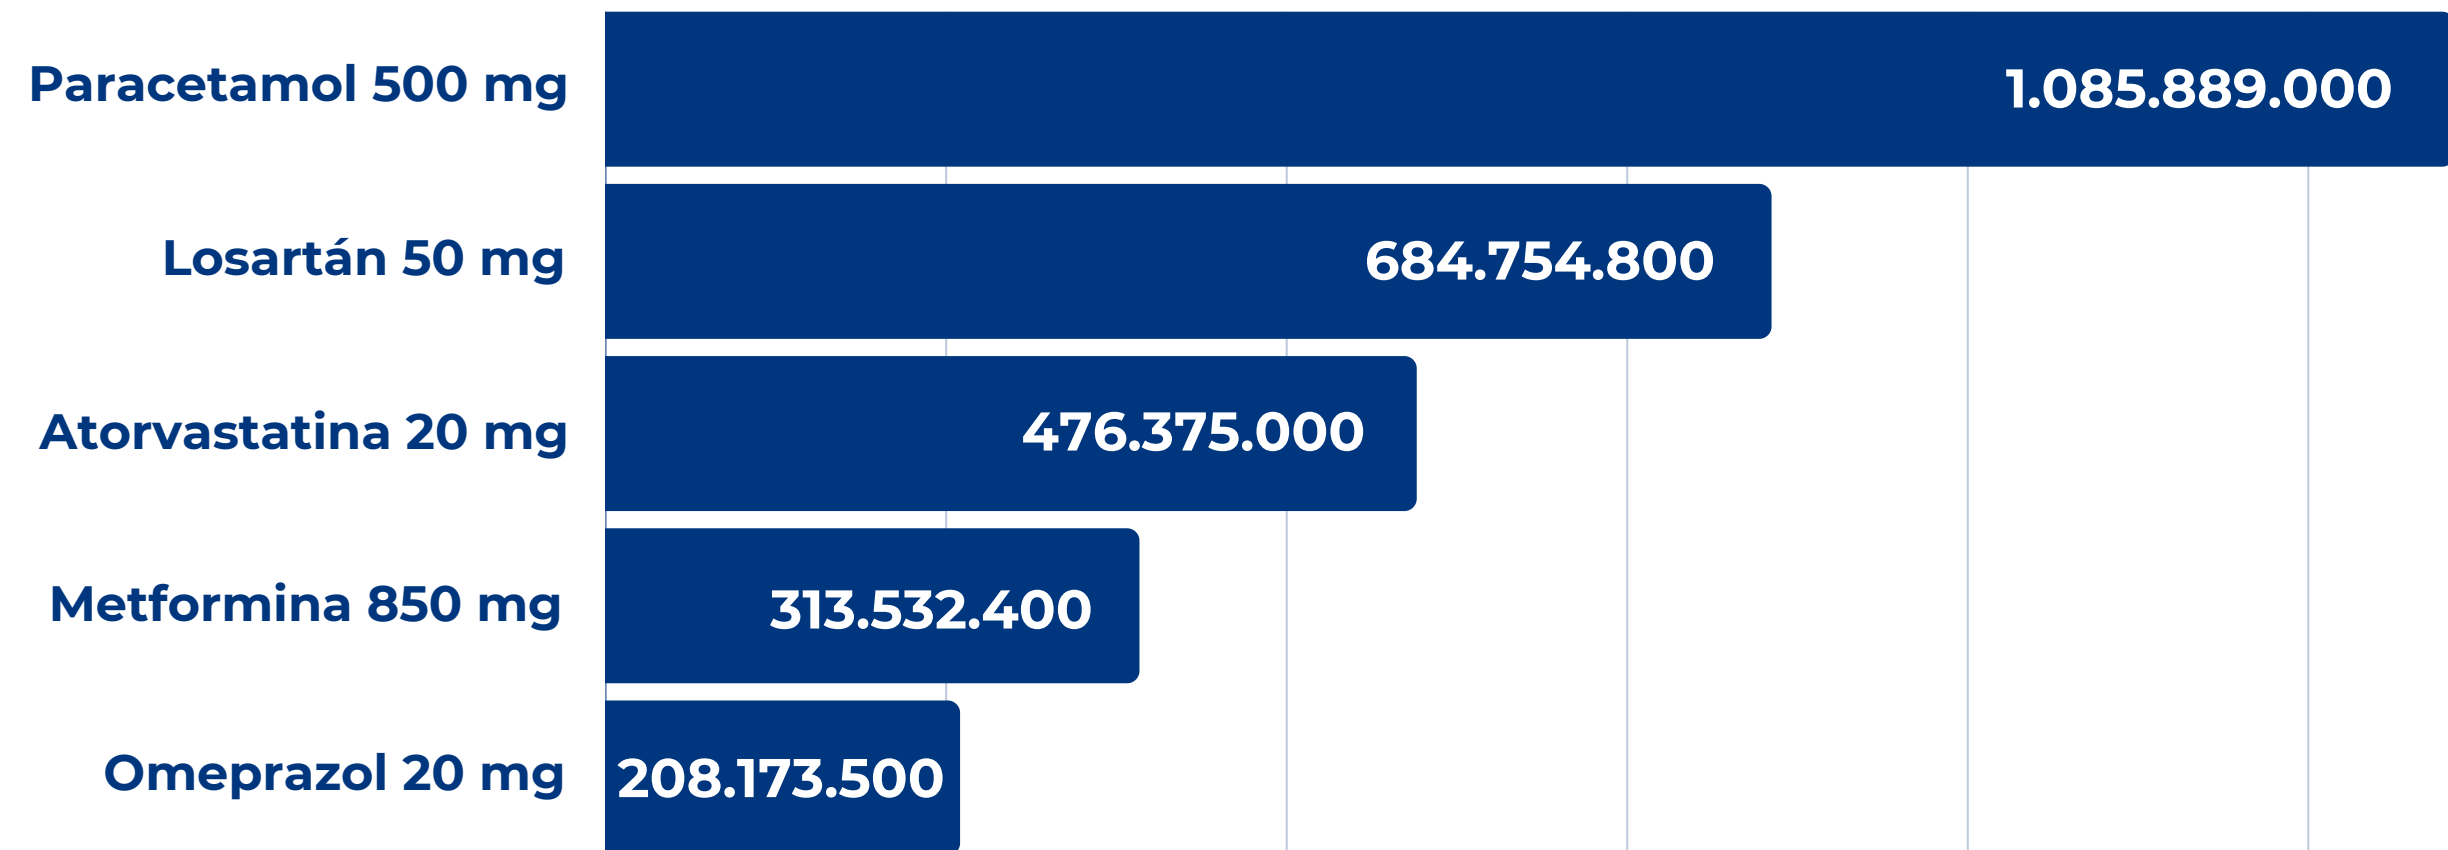 Paracetamol 500 mg
1.085.889.000
Losartán 50 mg
684.754.800
Atorvastatina 20 mg
476.375.000
Metformina 850 mg
313.532.400
Omeprazol 20 mg
208.173.500